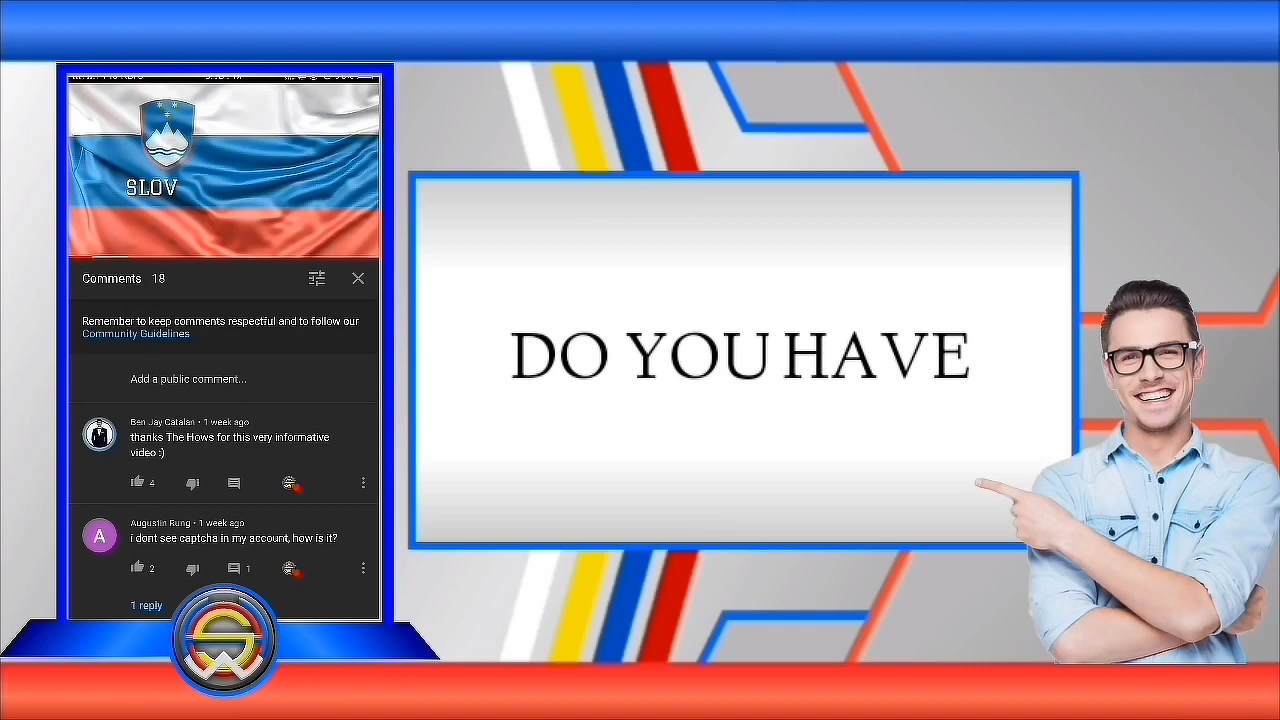 SLOV
Comments 18
Remember to keep comments respectful and to follow our
Community Guidelines
Add a public comment...
Ben Jay Catalan • 1 week ago
thanks The Hows for this very informative
video :)
4
A
Augustin Rung • 1 week ago
i dont see captcha in my account, how is it?
2
1
1 reply
DO YOU HAVE